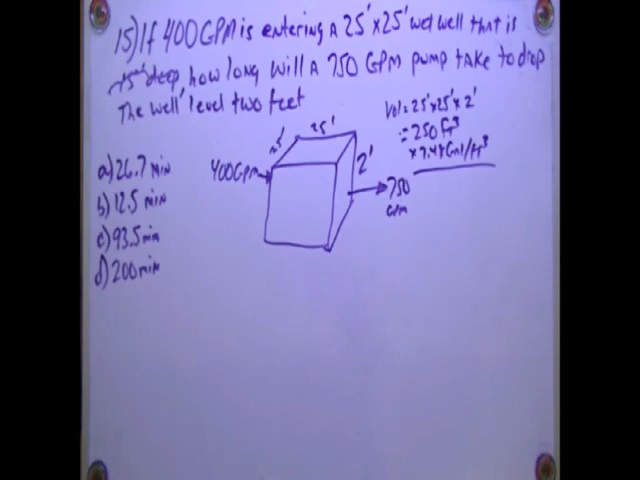 15) If 400 GPM is entering A 25' x 25' wet well that is
15' deep, how long will A 750 GPM pump take to drop
The well level two feet
Vol = 25' x 25' x 2'
= 250 ft³
x 7.48 Gal/ft³
a) 26.7 min
b) 12.5 min
c) 93.5 min
d) 200 min
25'
25'
400 GPM
2'
750
GPM